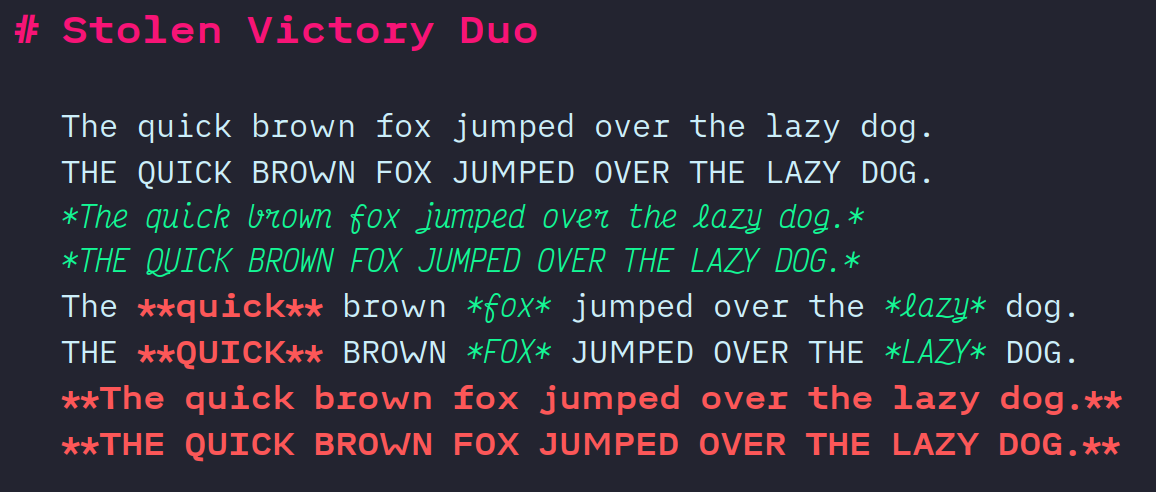 # Stolen Victory Duo
The quick brown fox jumped over the lazy dog.
THE QUICK BROWN FOX JUMPED OVER THE LAZY DOG.
*The quick brown fox jumped over the lazy dog.*
*THE QUICK BROWN FOX JUMPED OVER THE LAZY DOG.*
The **quick** brown *fox* jumped over the *lazy* dog.
THE **QUICK** BROWN *FOX* JUMPED OVER THE *LAZY* DOG.
**The quick brown fox jumped over the lazy dog.**
**THE QUICK BROWN FOX JUMPED OVER THE LAZY DOG.**